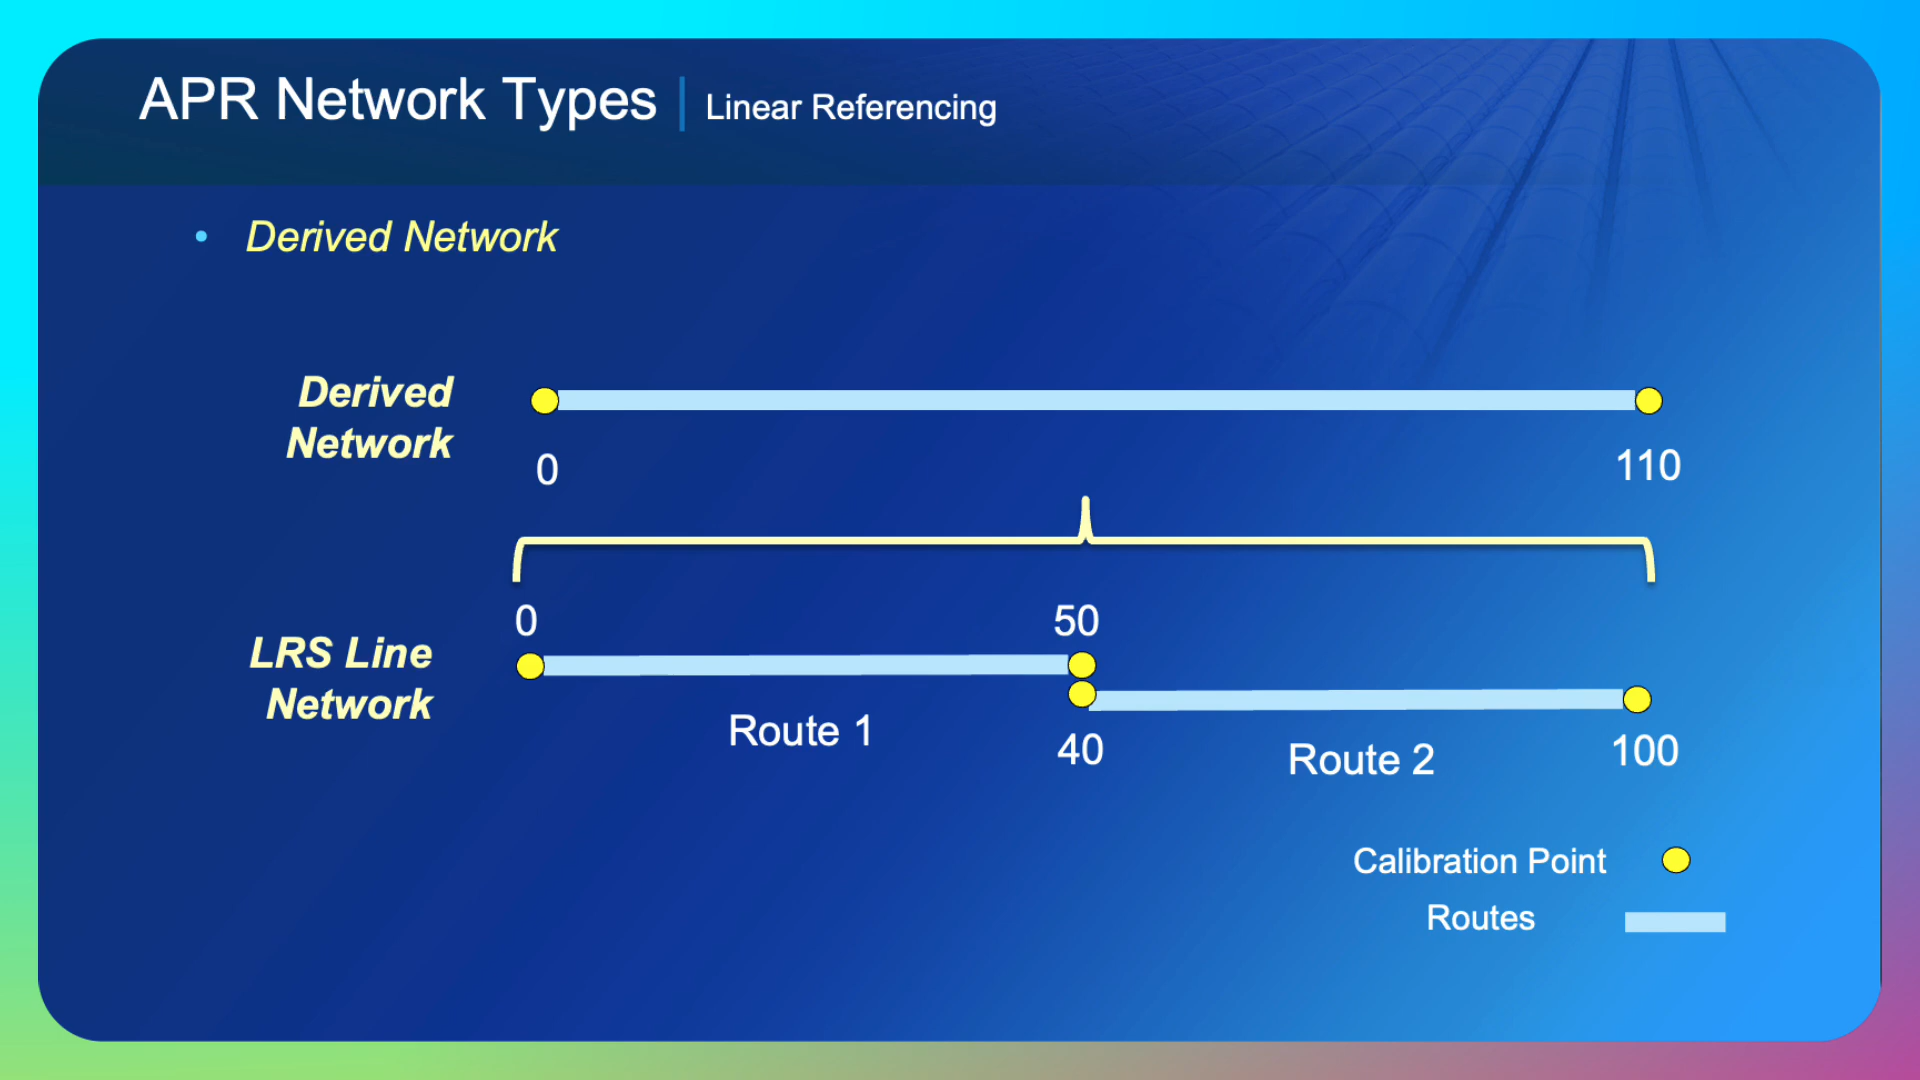 APR Network Types | Linear Referencing
• Derived Network
Derived
Network
0
110
0
50
LRS Line
Network
Route 1
40
Route 2
100
Calibration Point
Routes